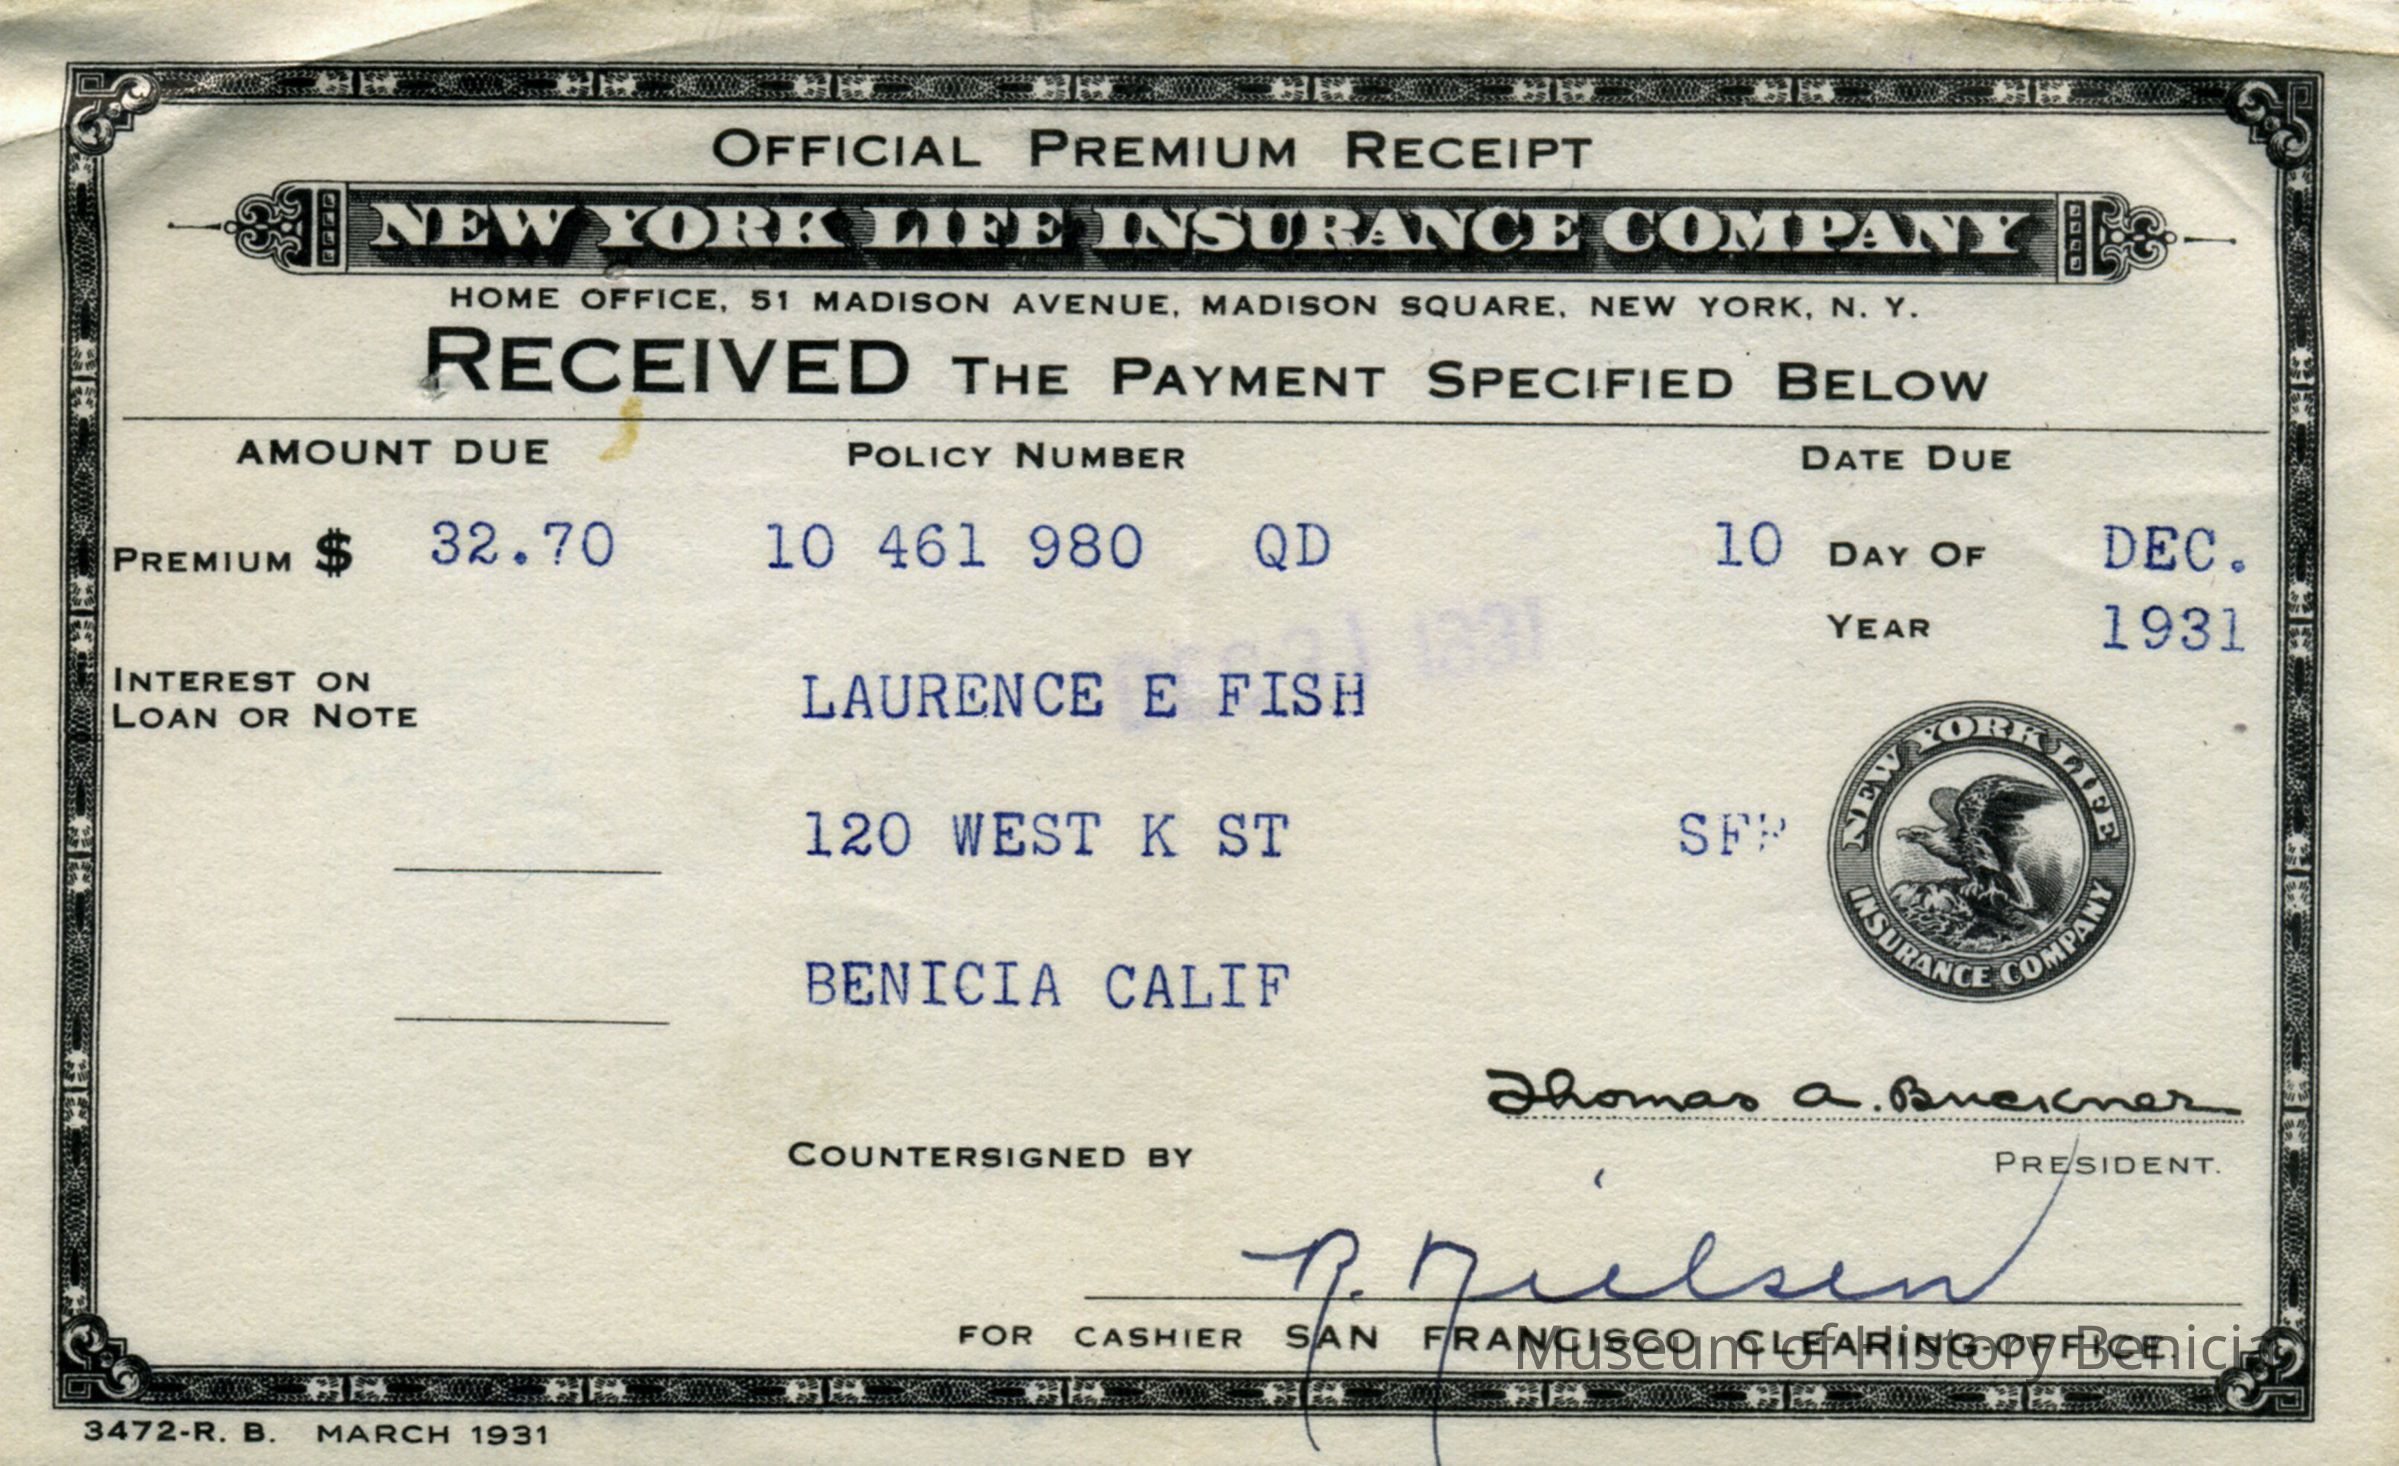 OFFICIAL PREMIUM RECEIPT
NEW YORK LIFE INSURANCE COMPANY
HOME OFFICE, 51 MADISON AVENUE, MADISON SQUARE, NEW YORK, N. Y.
RECEIVED THE PAYMENT SPECIFIED BELOW
AMOUNT DUE POLICY NUMBER DATE DUE
PREMIUM $ 32.70 10 461 980 QD 10 DAY OF DEC.
YEAR 1931
INTEREST ON
LOAN OR NOTE
LAURENCE E FISH
120 WEST K ST
BENICIA CALIF
NEW YORK LIFE
INSURANCE COMPANY
Thomas A. Buckner
PRESIDENT.
COUNTERSIGNED BY
R. Nielsen
FOR CASHIER SAN FRANCISCO CLEARING-OFFICE.
Museum of History Benicia
3472-R. B. MARCH 1931